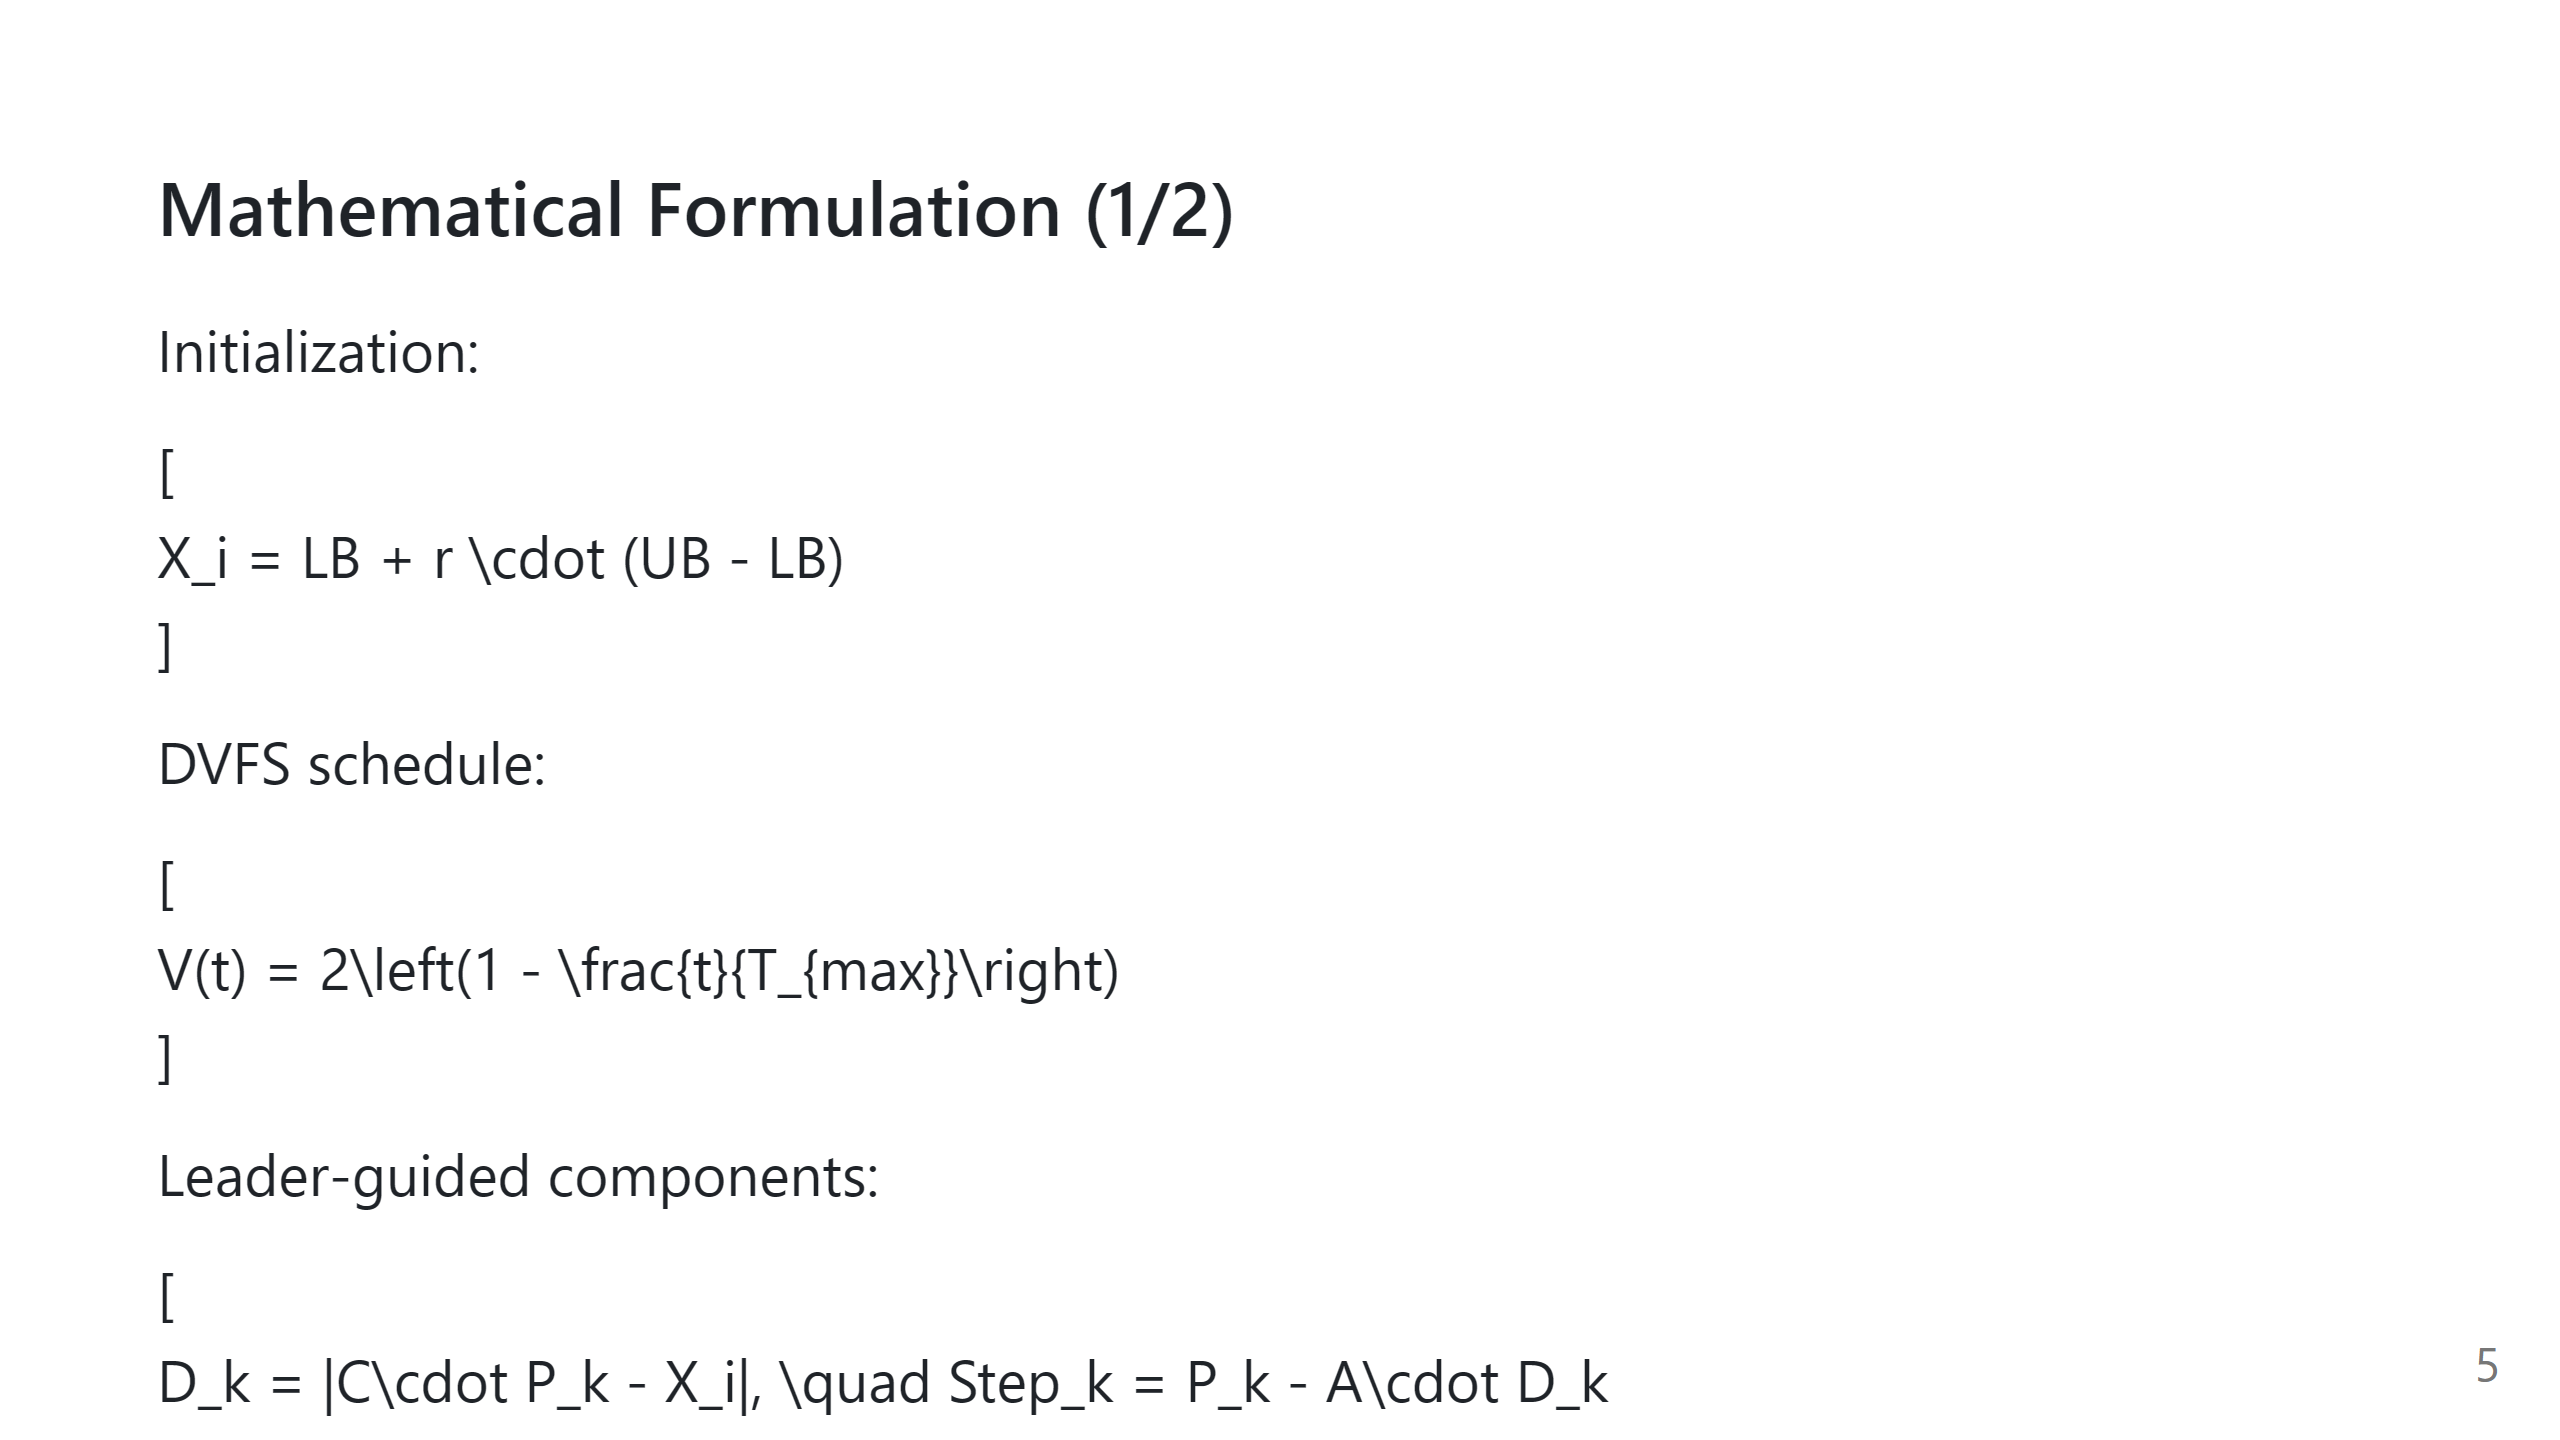 Mathematical Formulation (1/2)
Initialization:
[
X_i = LB + r \cdot (UB - LB)
]
DVFS schedule:
[
V(t) = 2\left(1 - \frac{t}{T_{max}}\right)
]
Leader-guided components:
[
D_k = |C\cdot P_k - X_i|, \quad Step_k = P_k - A\cdot D_k
5